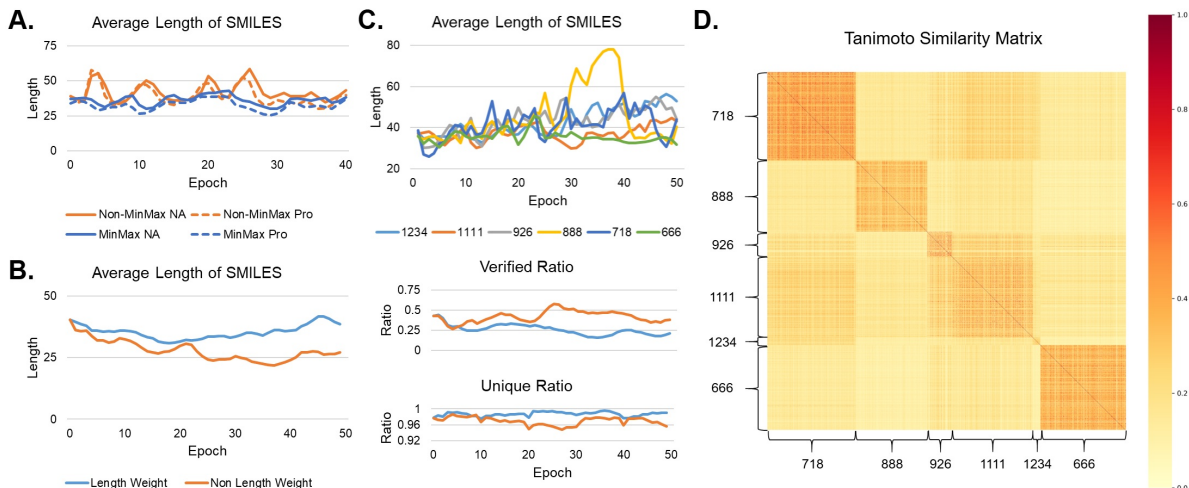 A.
Average Length of SMILES
75
50
25
0
Length
0
10
20
30
40
Epoch
Non-MinMax NA
Non-MinMax Pro
MinMax NA
MinMax Pro
B.
Average Length of SMILES
50
25
0
Length
0
10
20
30
40
50
Length Weight
Non Length Weight
C.
Average Length of SMILES
80
60
40
20
Length
0
10
20
30
40
50
Epoch
1234
1111
926
888
718
666
Verified Ratio
0.75
0.5
0.25
0
Ratio
Unique Ratio
1
0.96
0.92
Ratio
0
10
20
30
40
50
Epoch
D.
Tanimoto Similarity Matrix
718
888
926
1111
1234
666
718
888
926
1111
1234
666
1.0
0.8
0.6
0.4
0.2
0.0